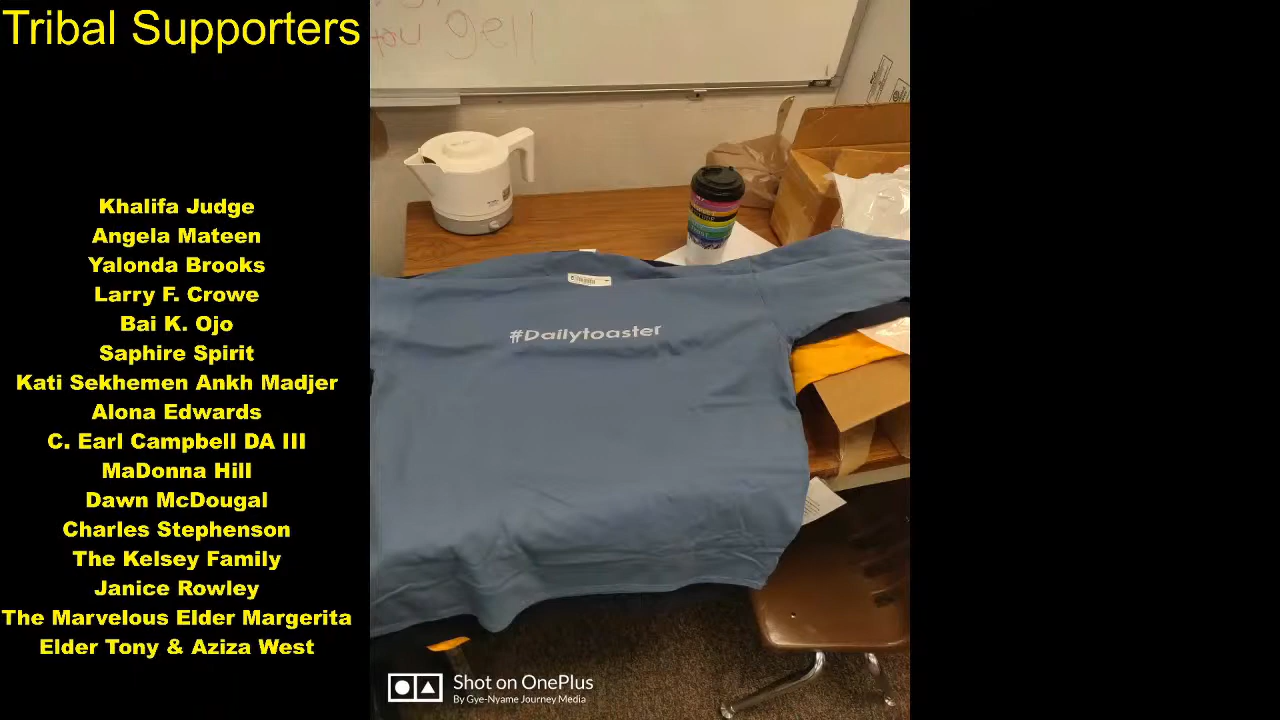 Tribal Supporters
Khalifa Judge
Angela Mateen
Yalonda Brooks
Larry F. Crowe
Bai K. Ojo
Saphire Spirit
Kati Sekhemen Ankh Madjer
Alona Edwards
C. Earl Campbell DA III
MaDonna Hill
Dawn McDougal
Charles Stephenson
The Kelsey Family
Janice Rowley
The Marvelous Elder Margerita
Elder Tony & Aziza West
you gell
#Dailytoaster
Shot on OnePlus
By Gye-Nyame Journey Media